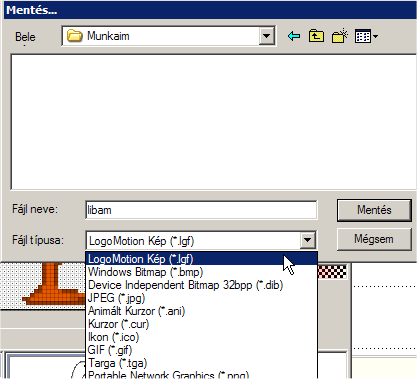 Mentés...
Bele
Munkaim
Fájl neve:
libam
Mentés
Fájl típusa:
LogoMotion Kép (*.lgf)
Mégsem
LogoMotion Kép (*.lgf)
Windows Bitmap (*.bmp)
Device Independent Bitmap 32bpp (*.dib)
JPEG (*.jpg)
Animált Kurzor (*.ani)
Kurzor (*.cur)
Ikon (*.ico)
GIF (*.gif)
Targa (*.tga)
Portable Network Graphics (*.png)